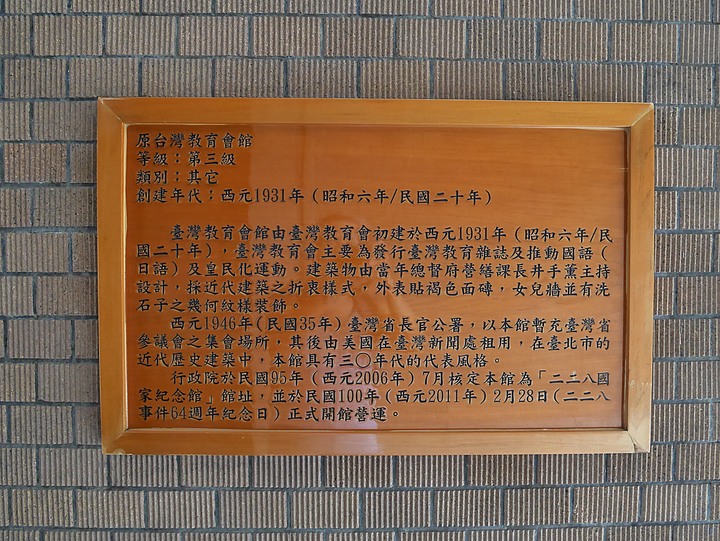 原台灣教育會館
等級：第三級
類別：其它
創建年代：西元1931年（昭和六年/民國二十年）
臺灣教育會館由臺灣教育會初建於西元1931年（昭和六年/民
國二十年），臺灣教育會主要為發行臺灣教育雜誌及推動國語（
日語）及皇民化運動。建築物由當年總督府營繕課長井手薰主持
設計，採近代建築之折衷樣式，外表貼褐色面磚，女兒牆並有洗
石子之幾何紋樣裝飾。
西元1946年(民國35年）臺灣省長官公署，以本館暫充臺灣省
參議會之集會場所，其後由美國在臺灣新聞處租用，在臺北市的
近代歷史建築中，本館具有三〇年代的代表風格。
行政院於民國95年（西元2006年）7月核定本館為「二二八國
家紀念館」館址，並於民國100年(西元2011年）2月28日(二二八
事件64週年紀念日）正式開館營運。